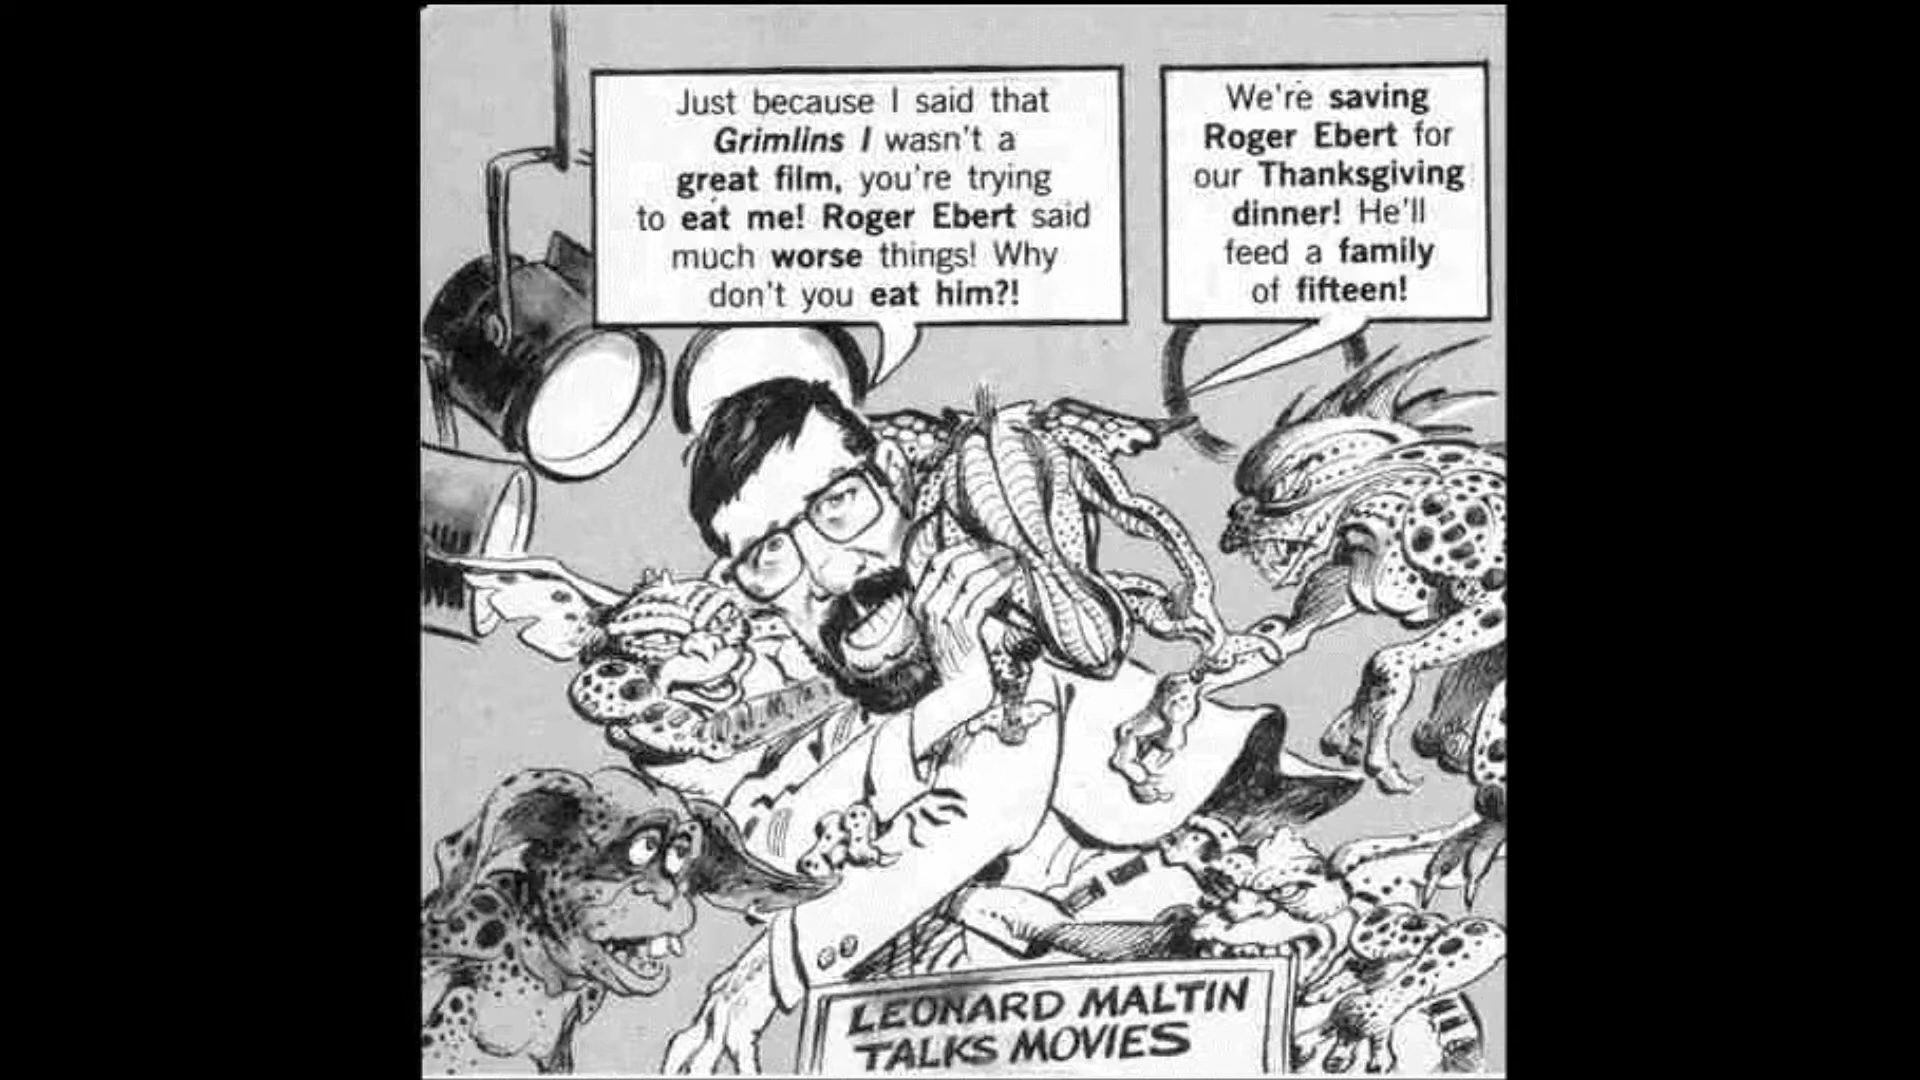 Just because I said that
Grimlins I wasn't a
great film, you're trying
to eat me! Roger Ebert said
much worse things! Why
don't you eat him?!
We're saving
Roger Ebert for
our Thanksgiving
dinner! He'll
feed a family
of fifteen!
LEONARD MALTIN
TALKS MOVIES